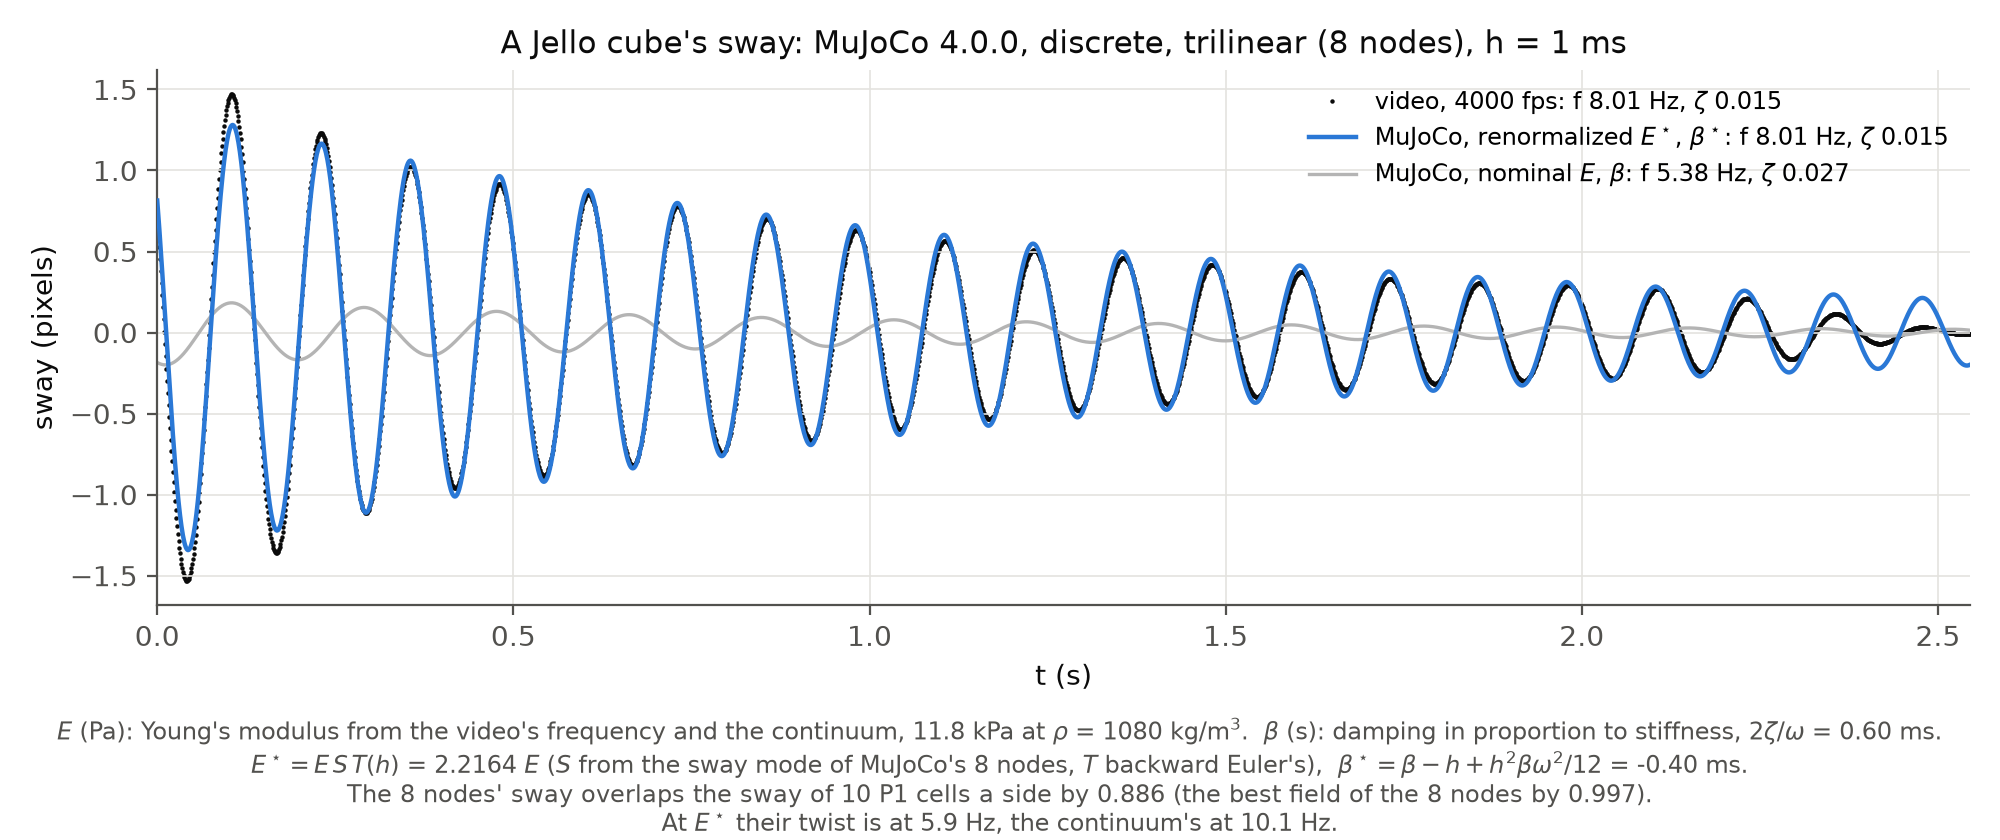 A Jello cube's sway: MuJoCo 4.0.0, discrete, trilinear (8 nodes), h = 1 ms
video, 4000 fps: f 8.01 Hz, ζ 0.015
MuJoCo, renormalized E⋆, β⋆: f 8.01 Hz, ζ 0.015
MuJoCo, nominal E, β: f 5.38 Hz, ζ 0.027
sway (pixels)
1.5
1.0
0.5
0.0
−0.5
−1.0
−1.5
0.0 0.5 1.0 1.5 2.0 2.5
t (s)
E (Pa): Young's modulus from the video's frequency and the continuum, 11.8 kPa at ρ = 1080 kg/m³. β (s): damping in proportion to stiffness, 2ζ/ω = 0.60 ms.
E⋆ = E S T(h) = 2.2164 E (S from the sway mode of MuJoCo's 8 nodes, T backward Euler's), β⋆ = β − h + h²βω²/12 = -0.40 ms.
The 8 nodes' sway overlaps the sway of 10 P1 cells a side by 0.886 (the best field of the 8 nodes by 0.997).
At E⋆ their twist is at 5.9 Hz, the continuum's at 10.1 Hz.